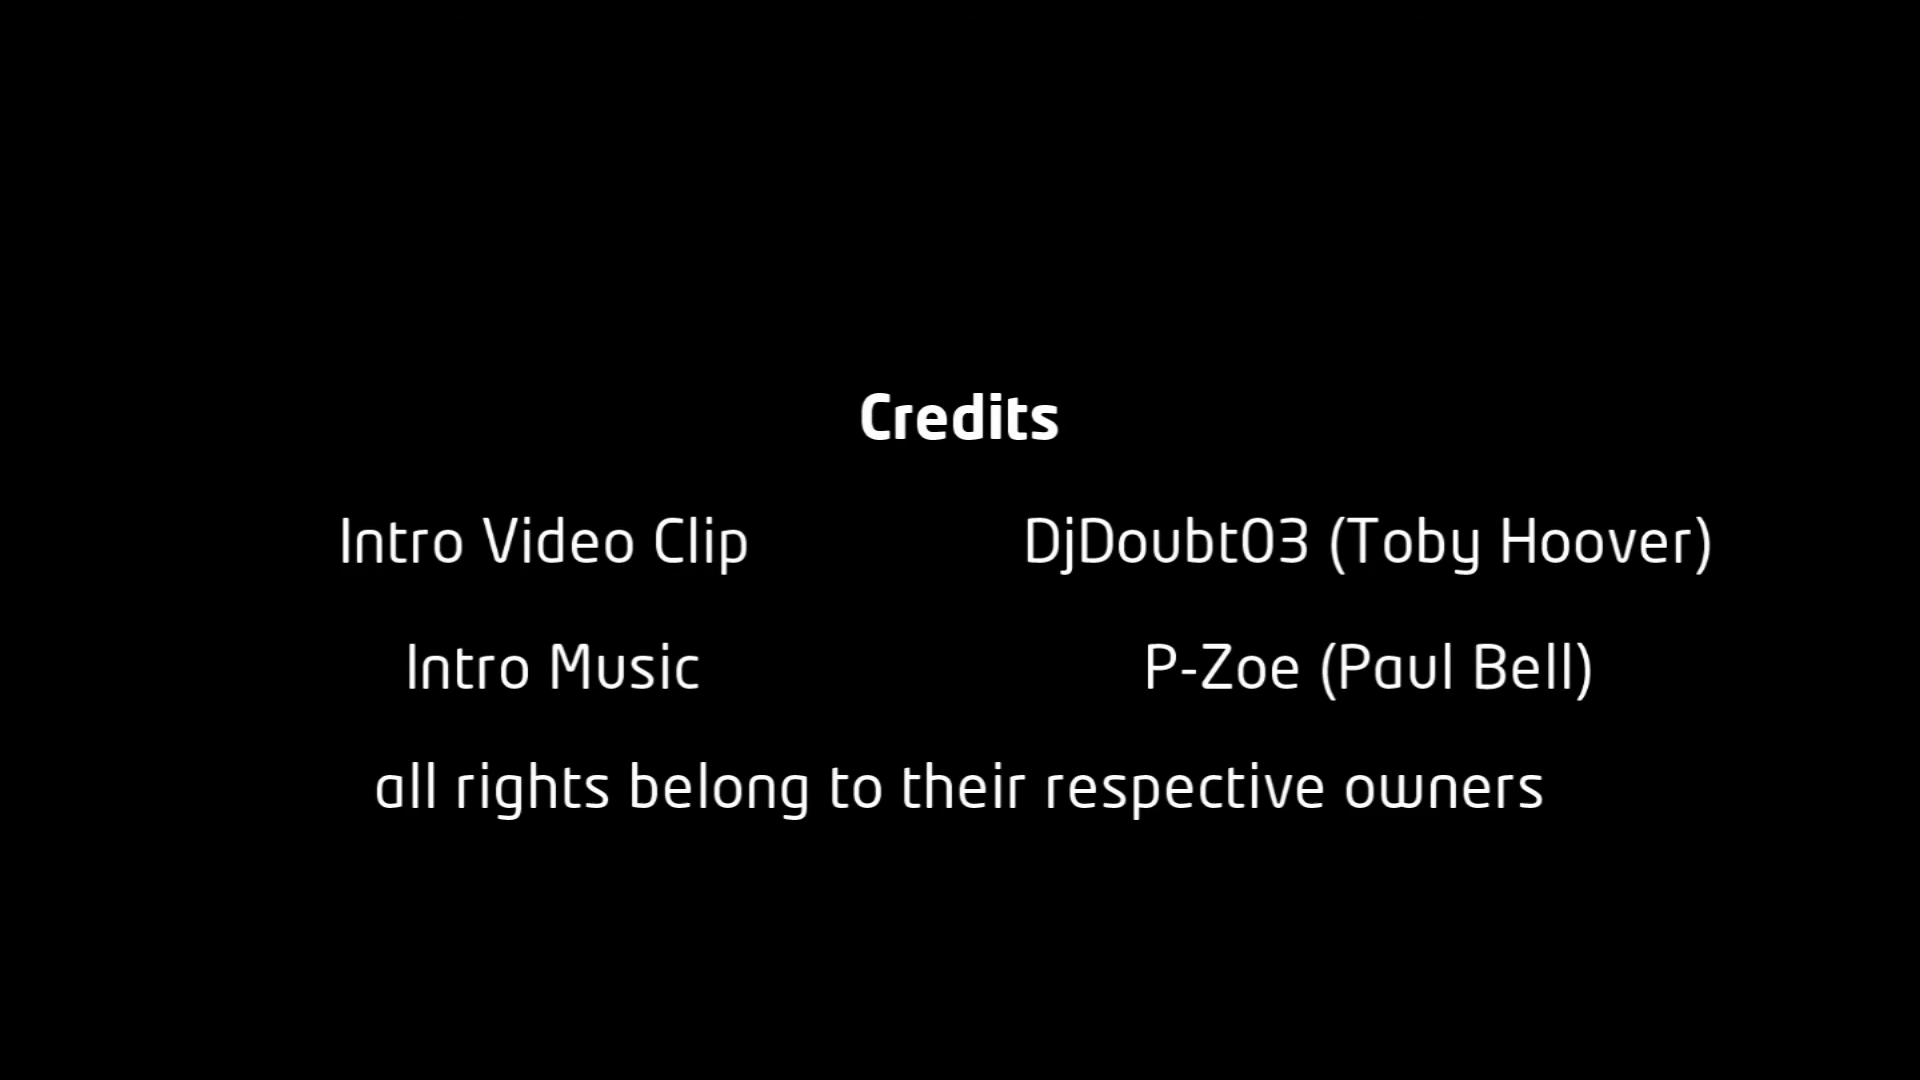 Credits
Intro Video Clip DjDoubt03 (Toby Hoover)
Intro Music P-Zoe (Paul Bell)
all rights belong to their respective owners